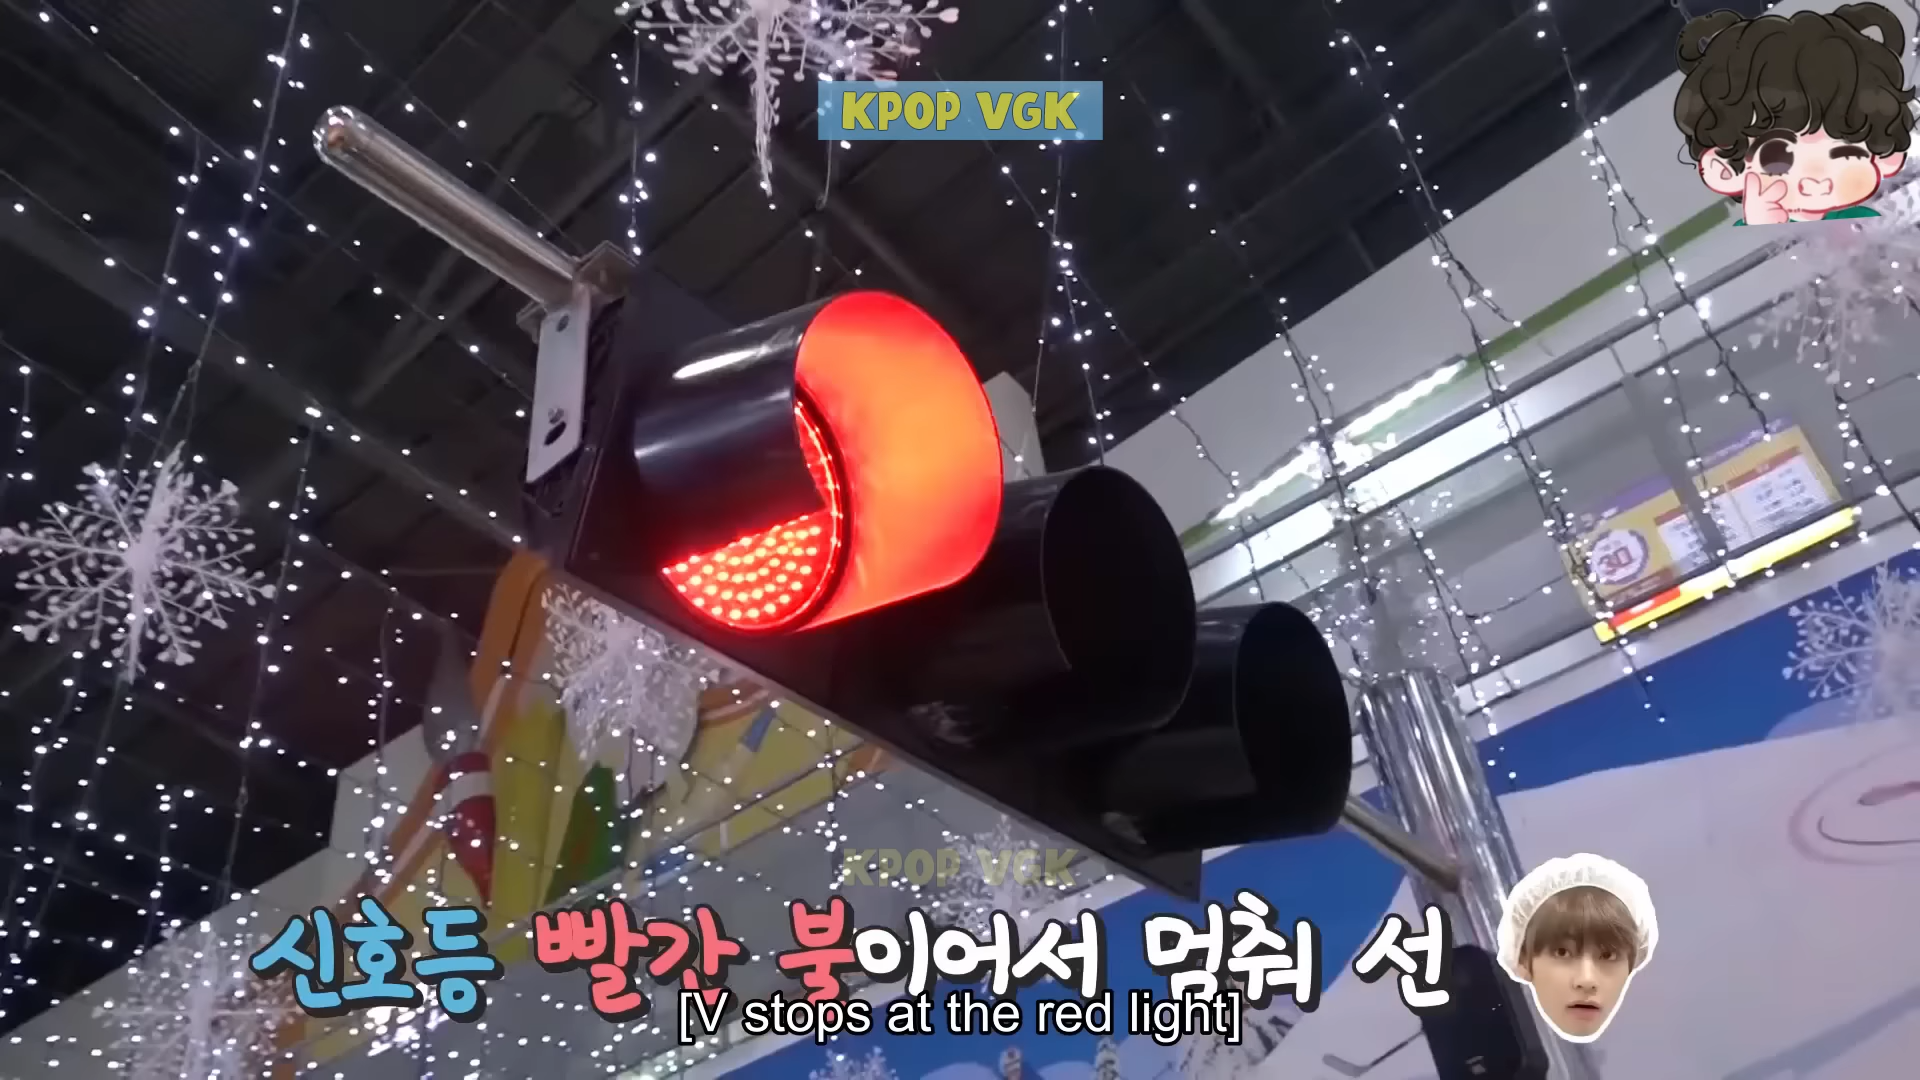 KPOP VGK
30
KPOP VGK
신호등 빨간 불이어서 멈춰 선
[V stops at the red light]